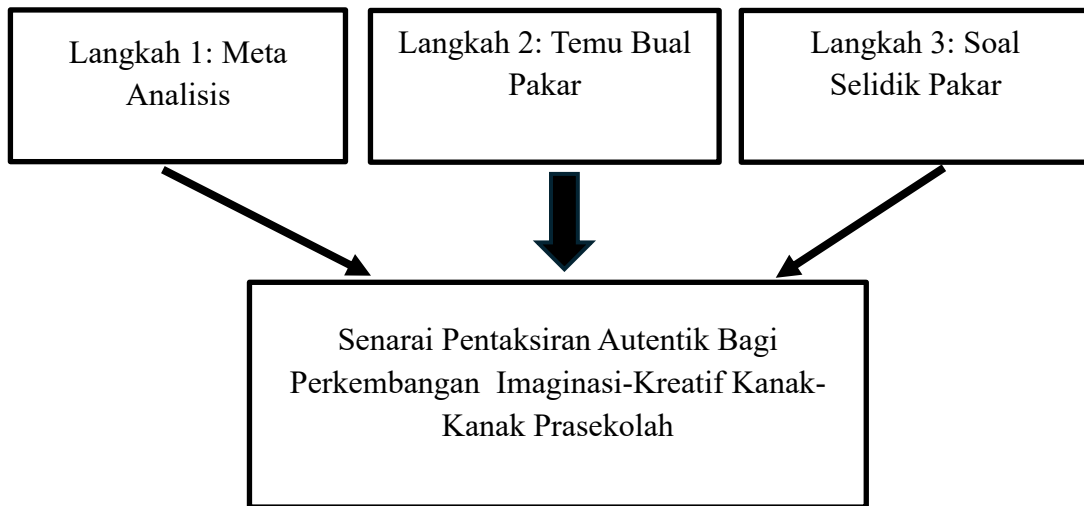 Langkah 1: Meta
Analisis
Langkah 2: Temu Bual
Pakar
Langkah 3: Soal
Selidik Pakar
Senarai Pentaksiran Autentik Bagi
Perkembangan  Imaginasi-Kreatif Kanak-
Kanak Prasekolah